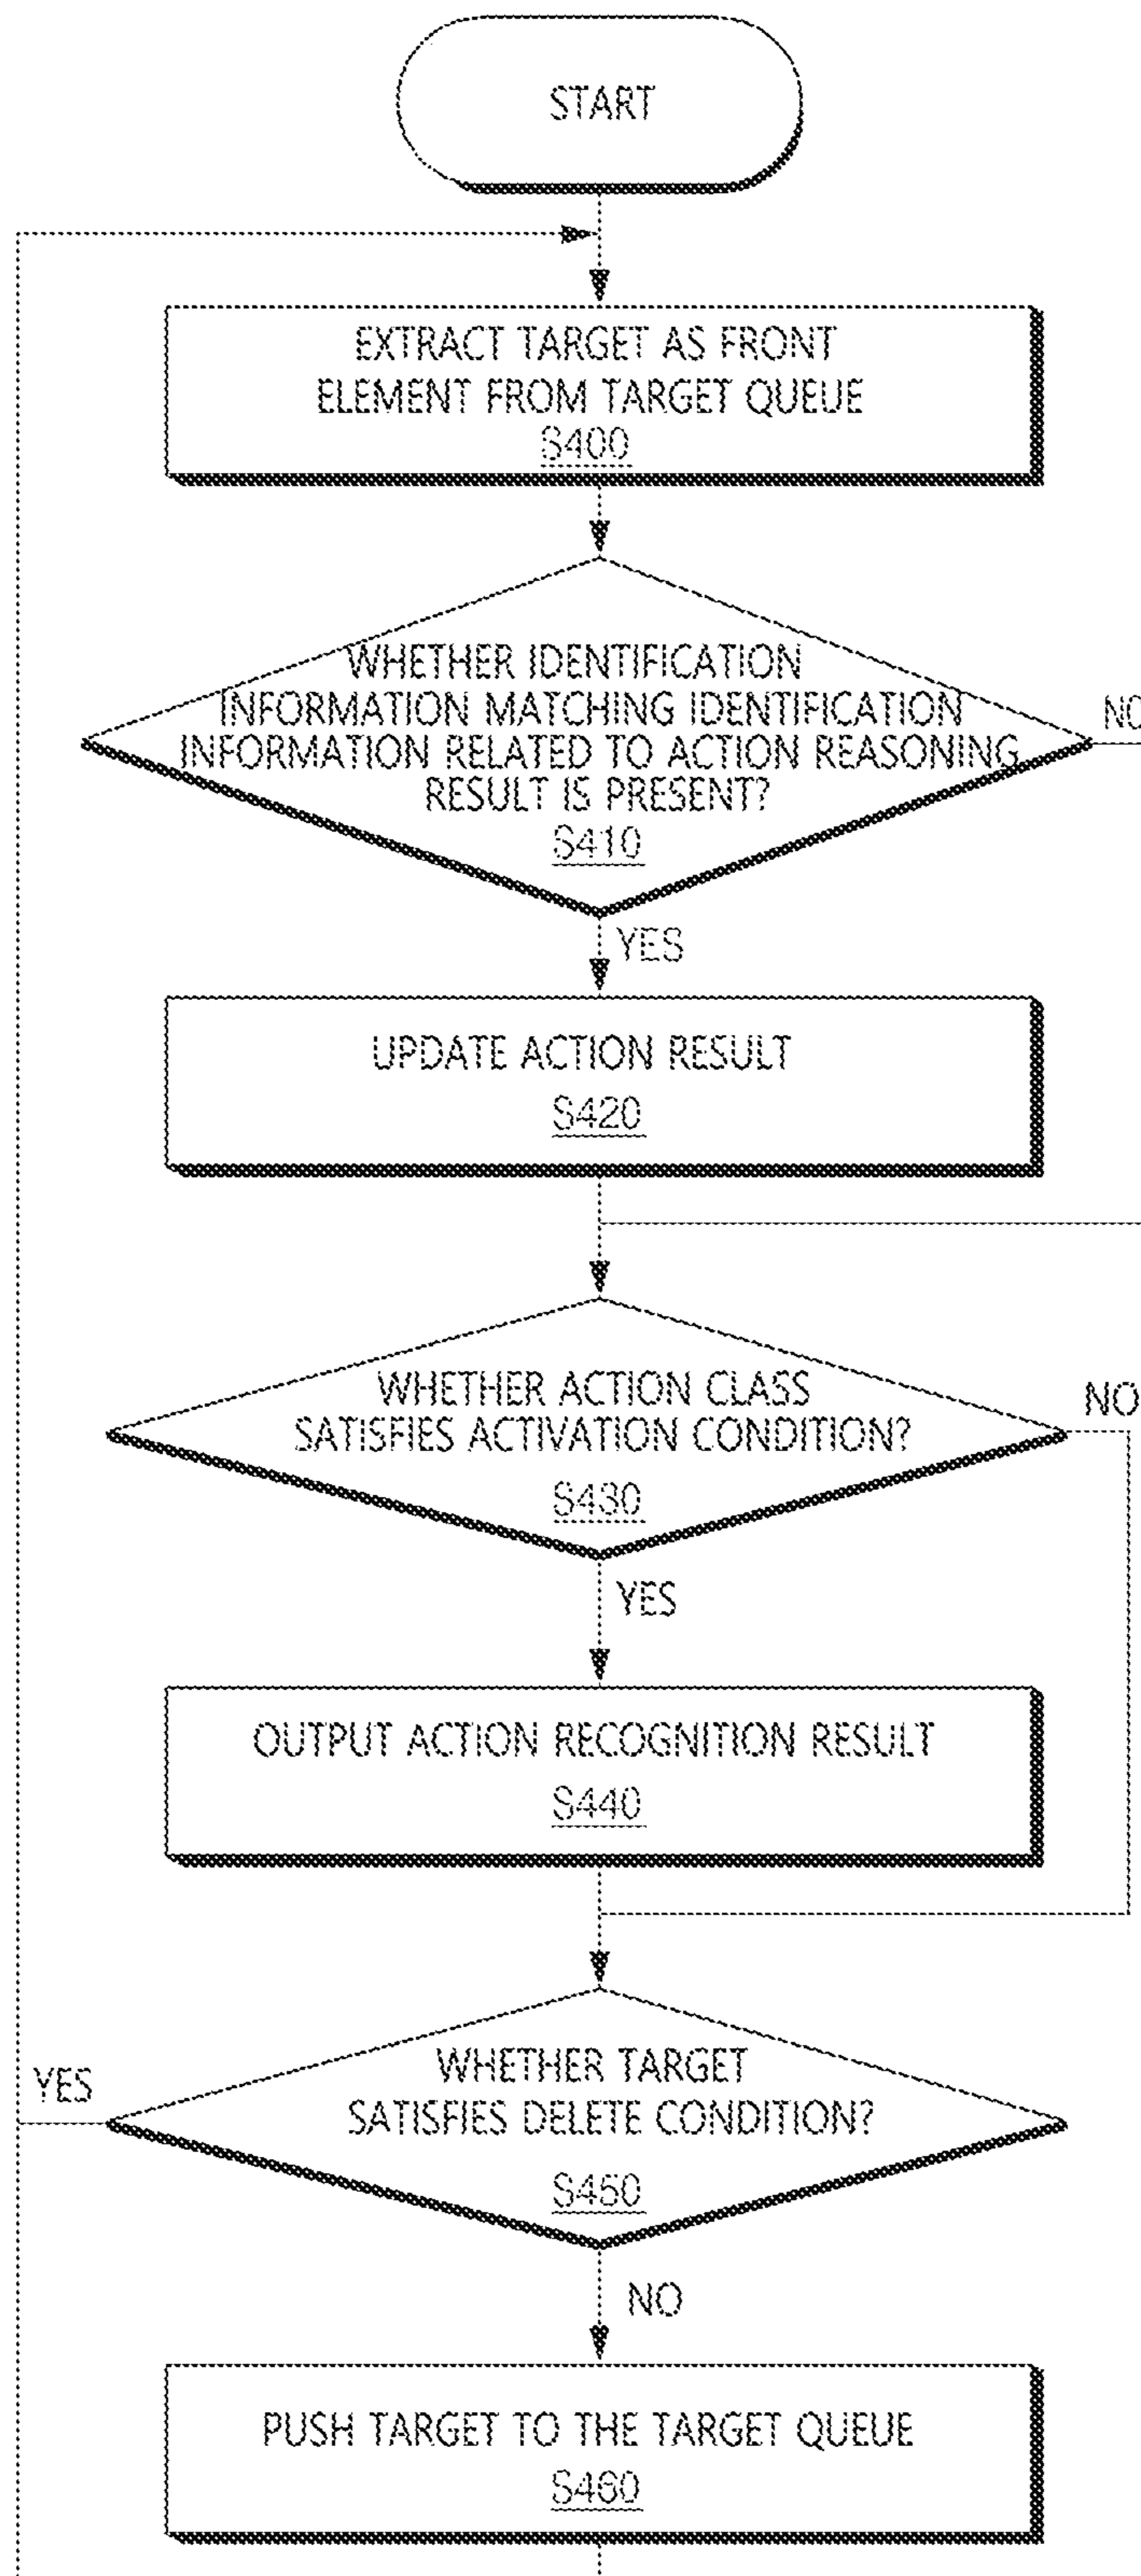 START
EXTRACT TARGET AS FRONT
ELEMENT FROM TARGET QUEUE
S400
WHETHER IDENTIFICATION
INFORMATION MATCHING IDENTIFICATION
INFORMATION RELATED TO ACTION REASONING
RESULT IS PRESENT?
S410
NO
YES
UPDATE ACTION RESULT
S420
WHETHER ACTION CLASS
SATISFIES ACTIVATION CONDITION?
S430
NO
YES
OUTPUT ACTION RECOGNITION RESULT
S440
WHETHER TARGET
SATISFIES DELETE CONDITION?
S450
YES
NO
PUSH TARGET TO THE TARGET QUEUE
S460